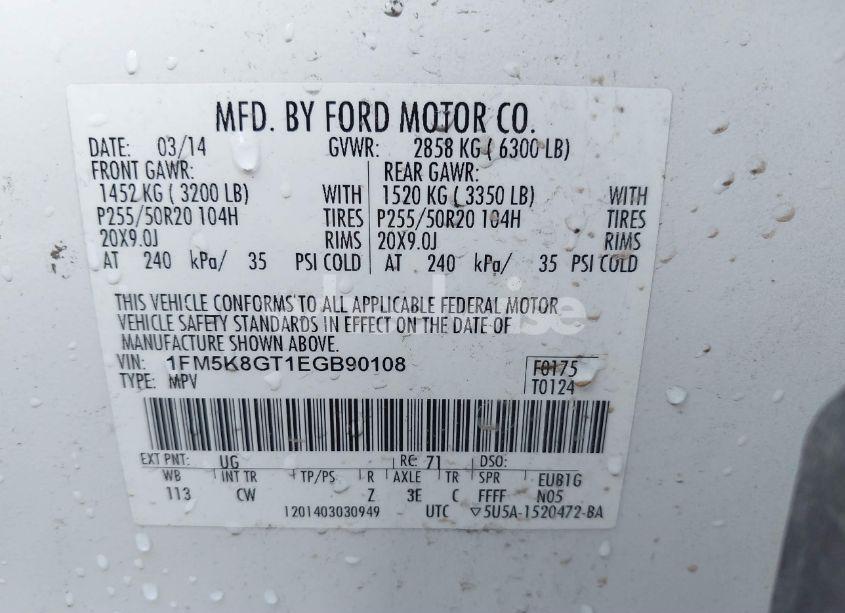 MFD. BY FORD MOTOR CO.
DATE: 03/14 GVWR: 2858 KG ( 6300 LB)
FRONT GAWR: REAR GAWR:
1452 KG ( 3200 LB) WITH 1520 KG ( 3350 LB) WITH
P255/50R20 104H TIRES P255/50R20 104H TIRES
20X9.0J RIMS 20X9.0J RIMS
AT 240 kPa/ 35 PSI COLD AT 240 kPa/ 35 PSI COLD
THIS VEHICLE CONFORMS TO ALL APPLICABLE FEDERAL MOTOR
VEHICLE SAFETY STANDARDS IN EFFECT ON THE DATE OF
MANUFACTURE SHOWN ABOVE.
VIN: 1FM5K8GT1EGB90108 F0175
TYPE: MPV T0124
EXT PNT: UG RC: 71 DSO:
WB INT TR TP/PS R AXLE TR SPR EUB1G
113 CW Z 3E C FFFF N05
1201403030949 UTC ▽5U5A-1520472-BA